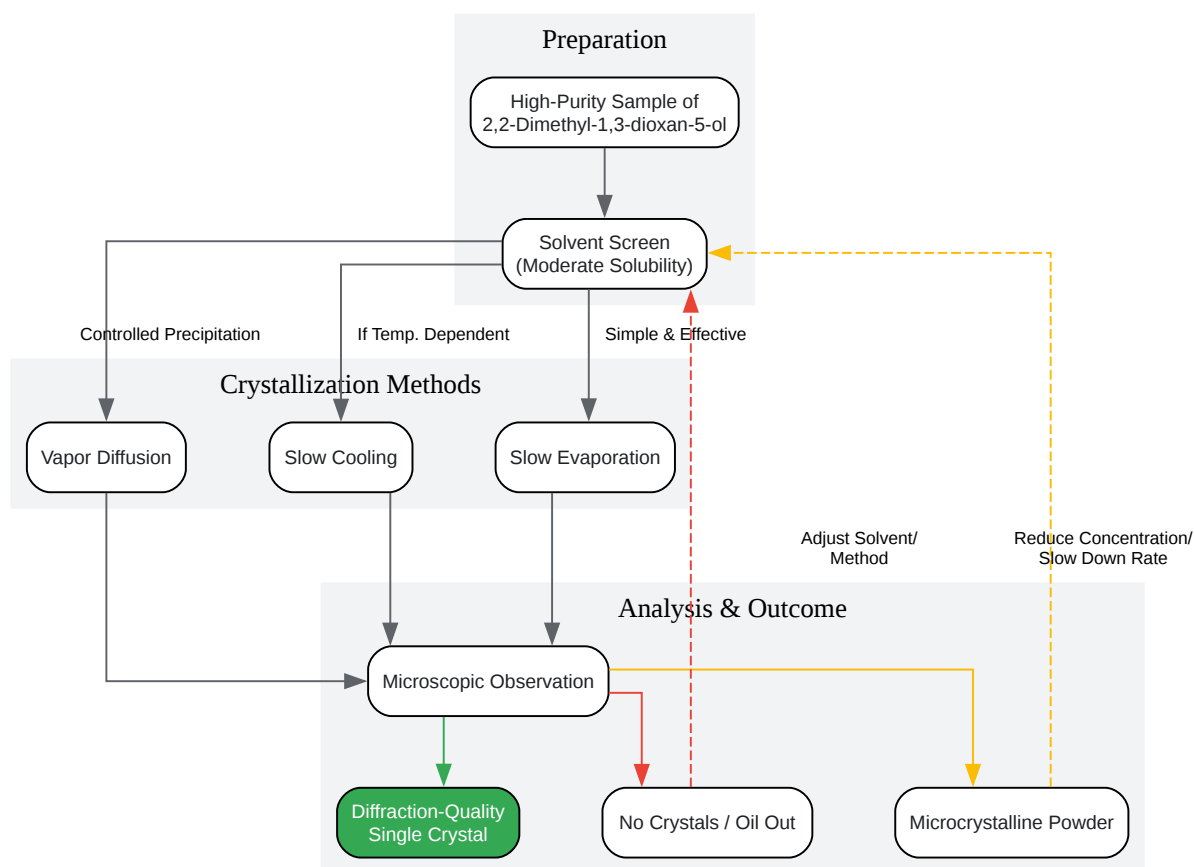 Preparation
High-Purity Sample of
2,2-Dimethyl-1,3-dioxan-5-ol
Solvent Screen
(Moderate Solubility)
Controlled Precipitation
If Temp. Dependent
Simple & Effective
Crystallization Methods
Vapor Diffusion
Slow Cooling
Slow Evaporation
Adjust Solvent/
Method
Reduce Concentration/
Slow Down Rate
Analysis & Outcome
Microscopic Observation
Diffraction-Quality
Single Crystal
No Crystals / Oil Out
Microcrystalline Powder